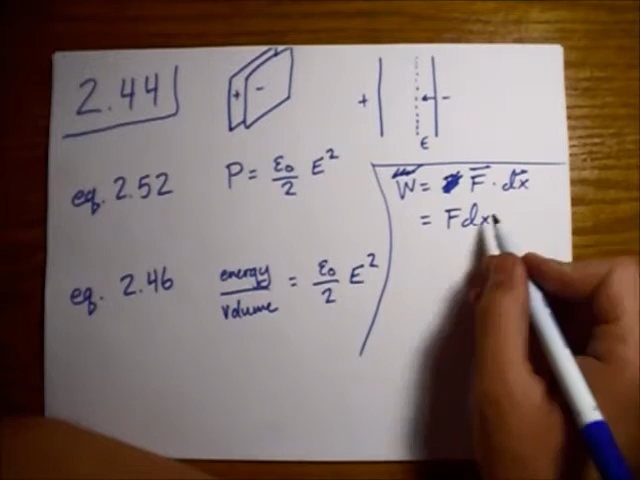 2.44
+ -
+ -
ε
eq. 2.52 P = ε₀/2 E²
W = F⃗ · dx⃗
= Fdx
eq. 2.46 energy/volume = ε₀/2 E²